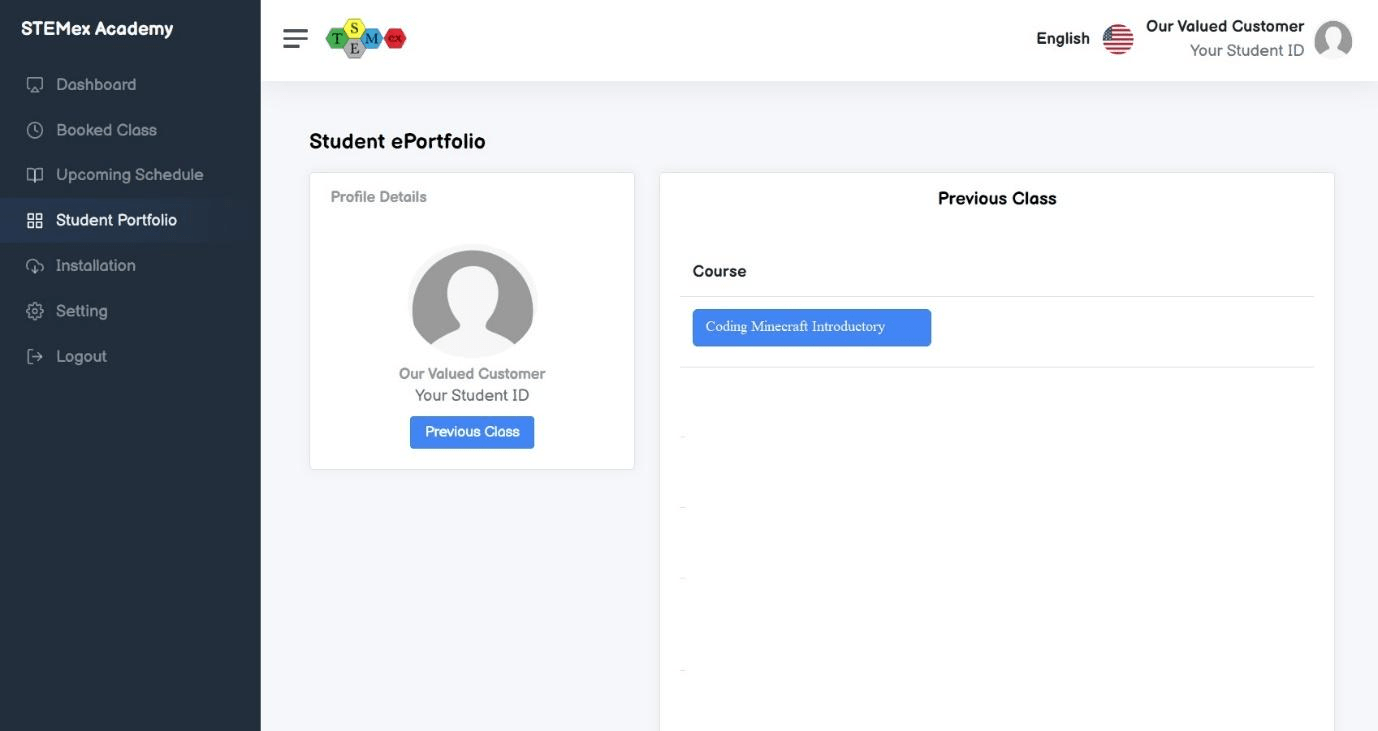 STEMex Academy
Dashboard
Booked Class
Upcoming Schedule
Student Portfolio
Installation
Setting
Logout
S
T M ex
E
English
Our Valued Customer
Your Student ID
Student ePortfolio
Profile Details
Our Valued Customer
Your Student ID
Previous Class
Previous Class
Course
Coding Minecraft Introductory